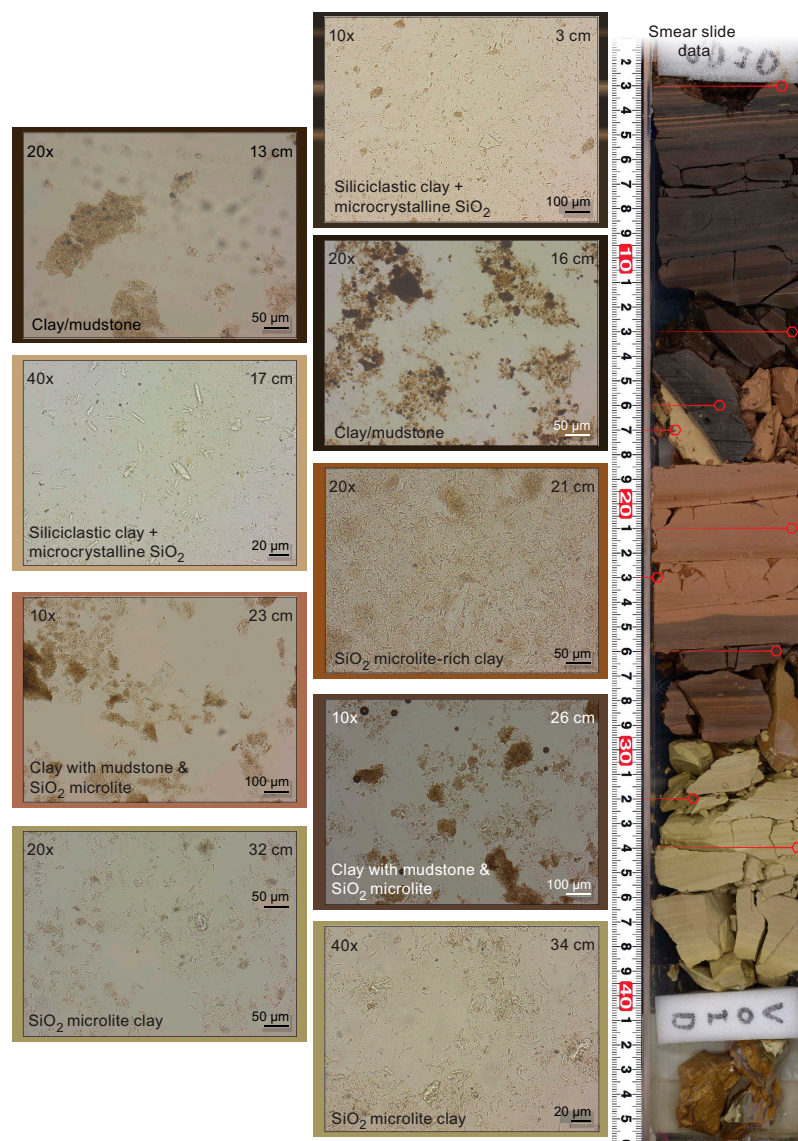 Smear slide
data
10x
3 cm
Siliciclastic clay +
microcrystalline SiO2
100 µm
20x
13 cm
Clay/mudstone
50 µm
20x
16 cm
Clay/mudstone
50 µm
40x
17 cm
Siliciclastic clay +
microcrystalline SiO2
20 µm
20x
21 cm
SiO2 microlite-rich clay
50 µm
10x
23 cm
Clay with mudstone &
SiO2 microlite
100 µm
10x
26 cm
Clay with mudstone &
SiO2 microlite
100 µm
20x
32 cm
50 µm
SiO2 microlite clay
50 µm
40x
34 cm
SiO2 microlite clay
20 µm
VOID
2
3
4
5
6
7
8
9
10
1
2
3
4
5
6
7
8
9
20
1
2
3
4
5
6
7
8
9
30
1
2
3
4
5
6
7
8
9
40
1
2
3
4
5
VOID